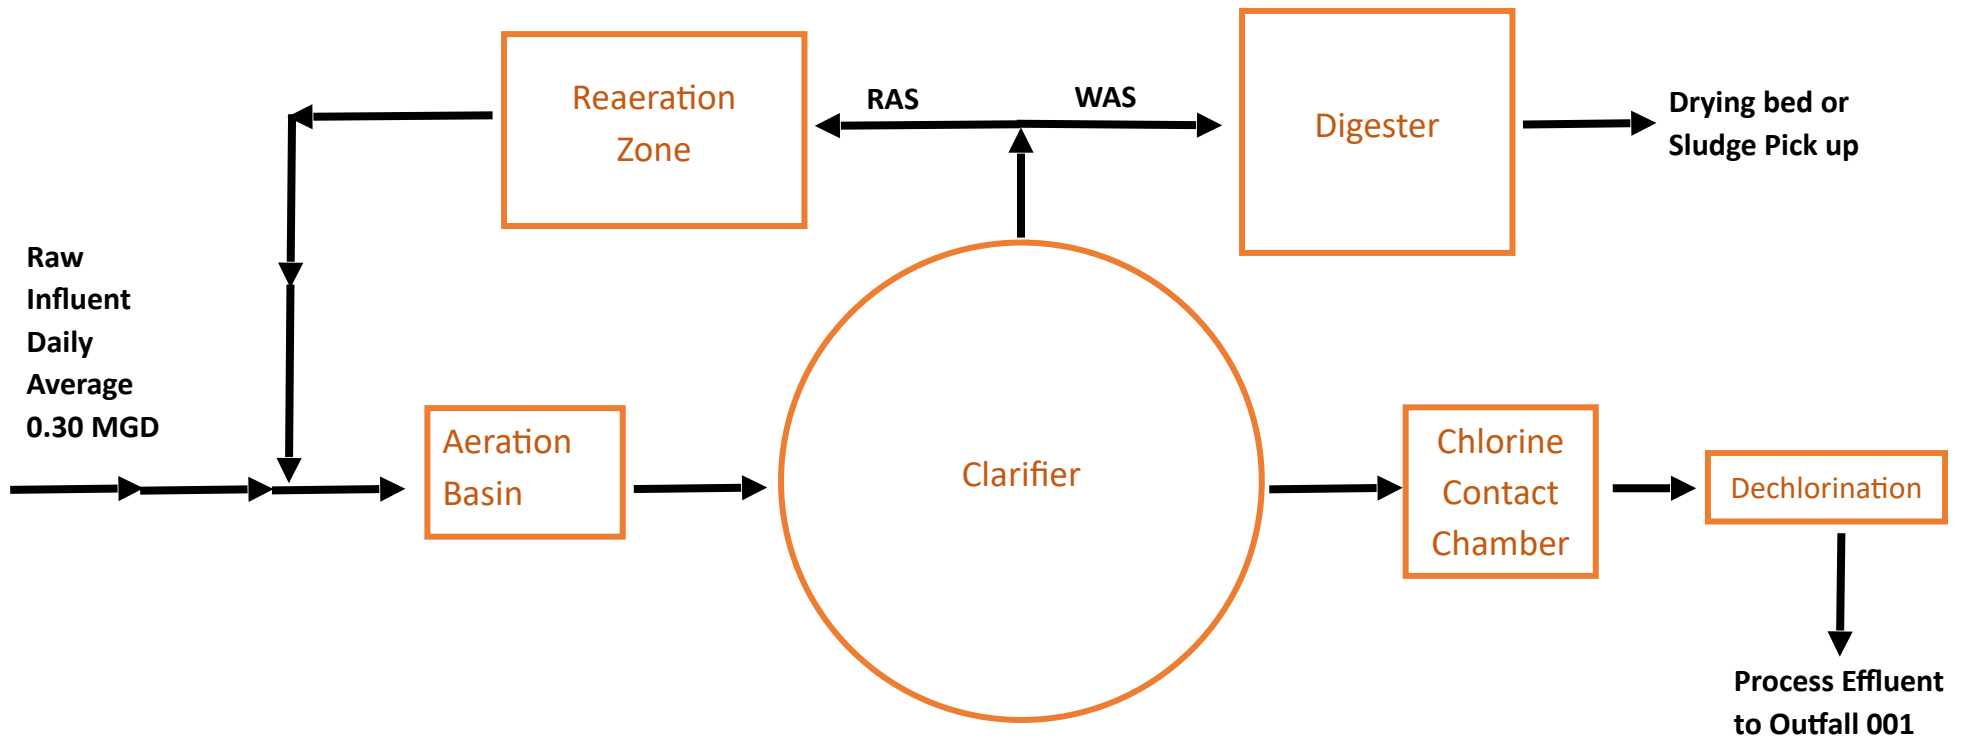 Reaeration
Zone
RAS
WAS
Digester
Drying bed or
Sludge Pick up
Raw
Influent
Daily
Average
0.30 MGD
Aeration
Basin
Clarifier
Chlorine
Contact
Chamber
Dechlorination
Process Effluent
to Outfall 001